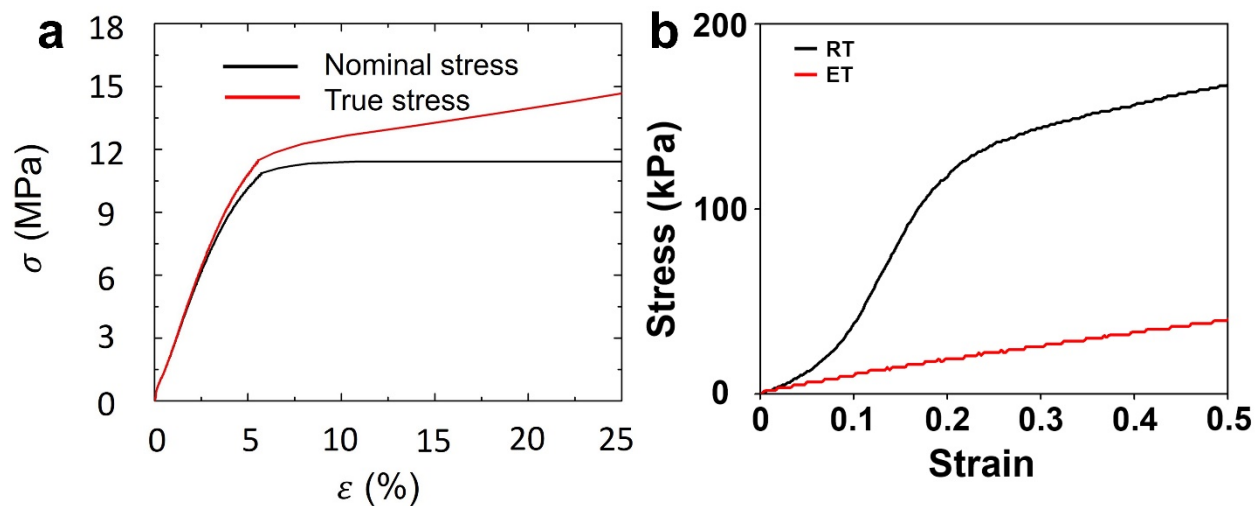 a
18
15
12
9
6
3
0
σ (MPa)
Nominal stress
True stress
0 5 10 15 20 25
ε (%)
b
200
100
0
Stress (kPa)
RT
ET
0 0.1 0.2 0.3 0.4 0.5
Strain